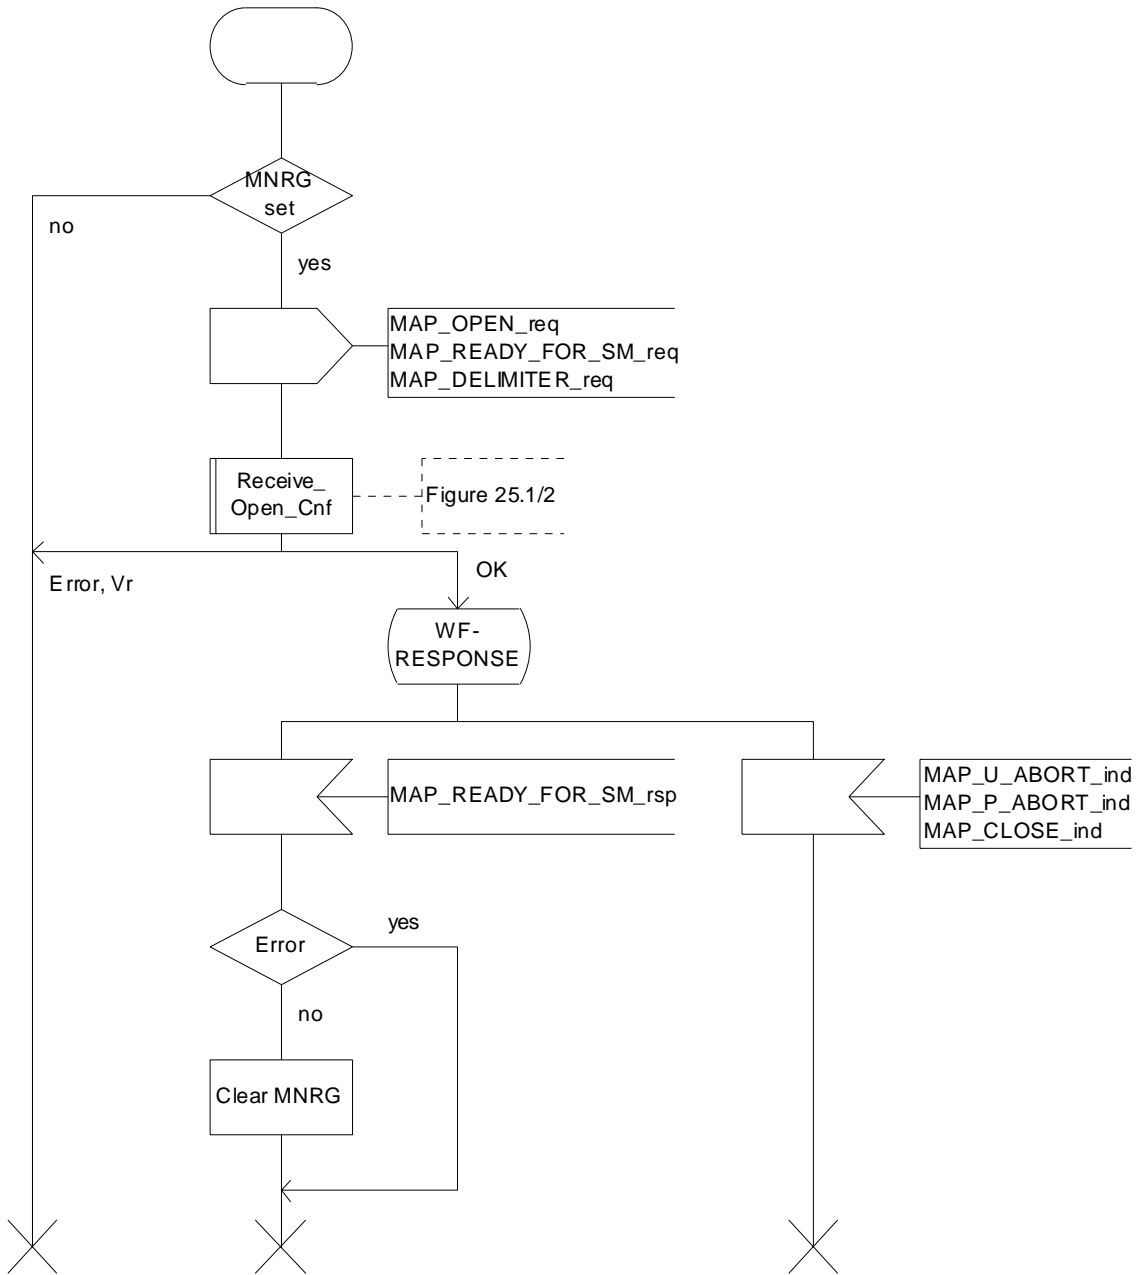 MNRG
set
no
yes
MAP_OPEN_req
MAP_READY_FOR_SM_req
MAP_DELIMITER_req
Receive_
Open_Cnf
Figure 25.1/2
Error, Vr
OK
WF-
RESPONSE
MAP_READY_FOR_SM_rsp
MAP_U_ABORT_ind
MAP_P_ABORT_ind
MAP_CLOSE_ind
yes
Error
no
Clear MNRG